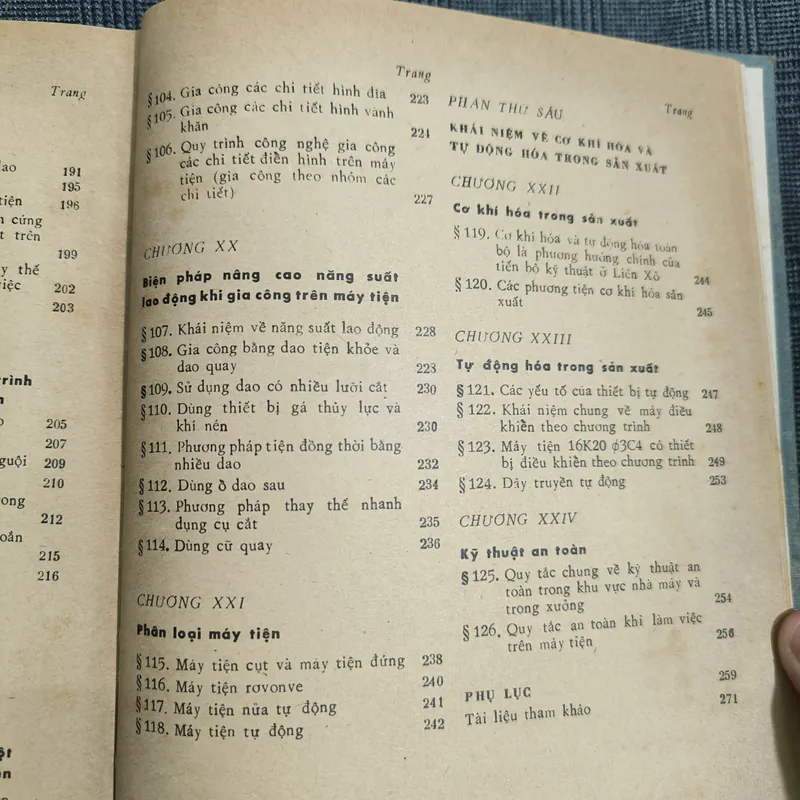 Trang
191
195
tiện 196
n cứng
t trên
199
y thế
việc 202
203
trình
205
207
nguội 209
210
212
215
216
Trang
§104. Gia công các chi tiết hình đĩa 223
§105. Gia công các chi tiết hình vành
khăn 224
§106. Quy trình công nghệ gia công
các chi tiết điển hình trên máy
tiện (gia công theo nhóm các
chi tiết) 227
CHƯƠNG XX
Biện pháp nâng cao năng suất
lao động khi gia công trên máy tiện
§107. Khái niệm về năng suất lao động 228
§108. Gia công bằng dao tiện khỏe và
dao quay 223
§109. Sử dụng dao có nhiều lưỡi cắt 230
§110. Dùng thiết bị gá thủy lực và
khí nén 230
§111. Phương pháp tiện đồng thời bằng
nhiều dao 232
§112. Dùng ổ dao sau 234
§113. Phương pháp thay thế nhanh
dụng cụ cắt 235
§114. Dùng cữ quay 236
CHƯƠNG XXI
Phân loại máy tiện
§115. Máy tiện cụt và máy tiện đứng 238
§116. Máy tiện rơvonve 240
§117. Máy tiện nửa tự động 241
§118. Máy tiện tự động 242
Trang
PHẦN THỨ SÁU
KHÁI NIỆM VỀ CƠ KHÍ HÓA VÀ
TỰ ĐỘNG HÓA TRONG SẢN XUẤT
CHƯƠNG XXII
Cơ khí hóa trong sản xuất
§119. Cơ khí hóa và tự động hóa toàn
bộ là phương hướng chính của
tiến bộ kỹ thuật ở Liên Xô 244
§120. Các phương tiện cơ khí hóa sản
xuất 245
CHƯƠNG XXIII
Tự động hóa trong sản xuất
§121. Các yếu tố của thiết bị tự động 247
§122. Khái niệm chung về máy điều
khiển theo chương trình 248
§123. Máy tiện 16K20 ϕ3C4 có thiết
bị điều khiển theo chương trình 249
§124. Dây truyền tự động 253
CHƯƠNG XXIV
Kỹ thuật an toàn
§125. Quy tắc chung về kỹ thuật an
toàn trong khu vực nhà máy và
trong xưởng 254
§126. Quy tắc an toàn khi làm việc
trên máy tiện 256
PHỤ LỤC 259
Tài liệu tham khảo 271